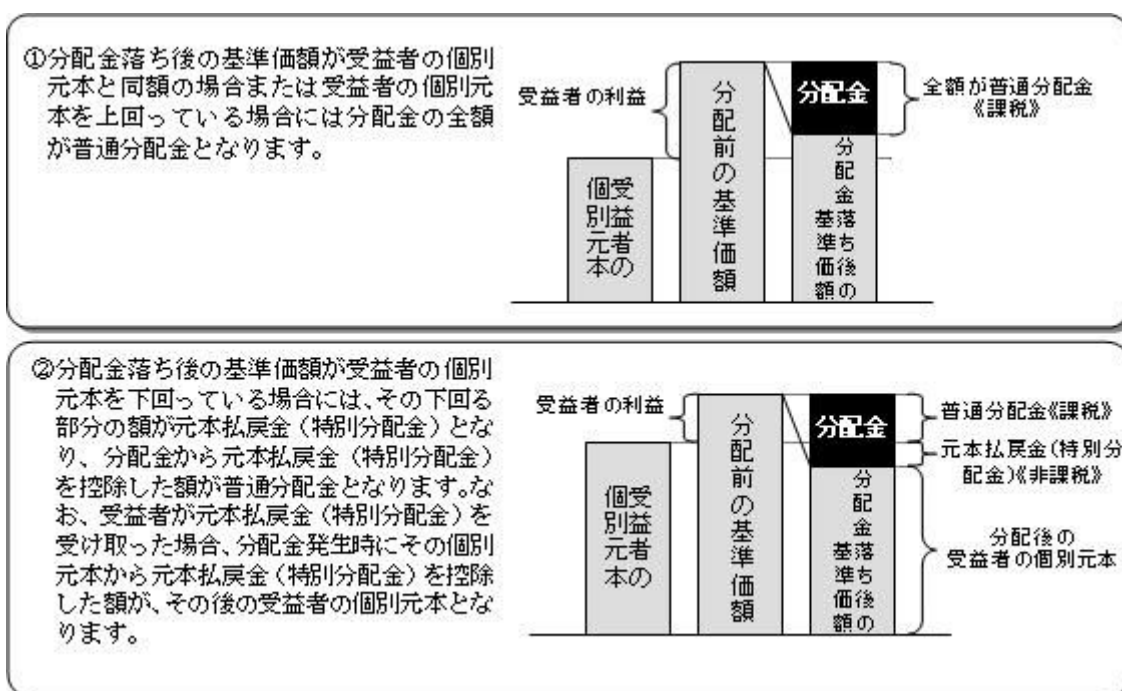 ①分配金落ち後の基準価額が受益者の個別
元本と同額の場合または受益者の個別元
本を上回っている場合には分配金の全額
が普通分配金となります。
受益者の利益
受益者の
個別元本
分配前の基準価額
分配金
分配金落ち後の
基準価額
全額が普通分配金
《課税》
②分配金落ち後の基準価額が受益者の個別
元本を下回っている場合には、その下回る
部分の額が元本払戻金（特別分配金）とな
り、分配金から元本払戻金（特別分配金）
を控除した額が普通分配金となります。な
お、受益者が元本払戻金（特別分配金）を
受け取った場合、分配金発生時にその個別
元本から元本払戻金（特別分配金）を控除
した額が、その後の受益者の個別元本とな
ります。
受益者の利益
受益者の
個別元本
分配前の基準価額
分配金
分配金落ち後の
基準価額
普通分配金《課税》
元本払戻金（特別分
配金）《非課税》
分配後の
受益者の個別元本